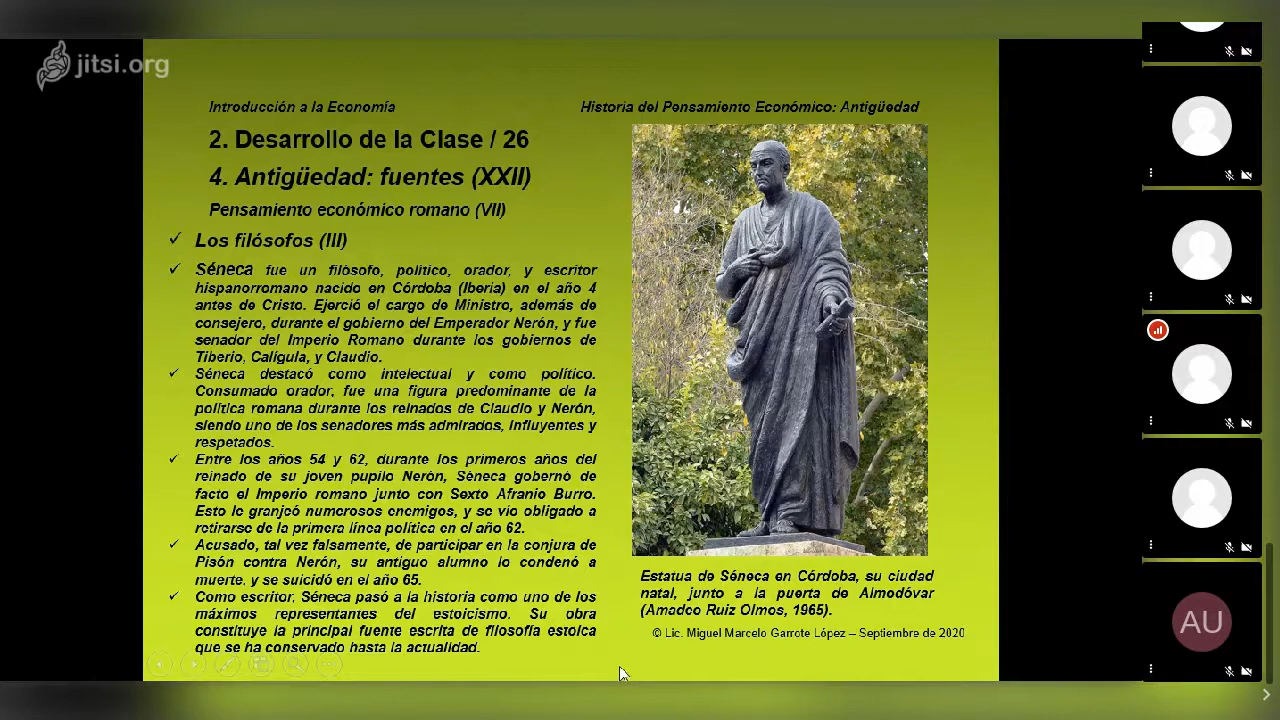 jitsi.org
Introducción a la Economía
Historia del Pensamiento Económico: Antigüedad
2. Desarrollo de la Clase / 26
4. Antigüedad: fuentes (XXII)
Pensamiento económico romano (VII)
✓ Los filósofos (III)
✓ Séneca fue un filósofo, político, orador, y escritor
hispanorromano nacido en Córdoba (Iberia) en el año 4
antes de Cristo. Ejerció el cargo de Ministro, además de
consejero, durante el gobierno del Emperador Nerón, y fue
senador del Imperio Romano durante los gobiernos de
Tiberio, Calígula, y Claudio.
✓ Séneca destacó como intelectual y como político.
Consumado orador, fue una figura predominante de la
política romana durante los reinados de Claudio y Nerón,
siendo uno de los senadores más admirados, influyentes y
respetados.
✓ Entre los años 54 y 62, durante los primeros años del
reinado de su joven pupilo Nerón, Séneca gobernó de
facto el Imperio romano junto con Sexto Afranio Burro.
Esto le granjeó numerosos enemigos, y se vio obligado a
retirarse de la primera línea política en el año 62.
✓ Acusado, tal vez falsamente, de participar en la conjura de
Pisón contra Nerón, su antiguo alumno lo condenó a
muerte, y se suicidó en el año 65.
✓ Como escritor, Séneca pasó a la historia como uno de los
máximos representantes del estoicismo. Su obra
constituye la principal fuente escrita de filosofía estoica
que se ha conservado hasta la actualidad.
Estatua de Séneca en Córdoba, su ciudad
natal, junto a la puerta de Almodóvar
(Amadeo Ruiz Olmos, 1965).
© Lic. Miguel Marcelo Garrote López – Septiembre de 2020
AU